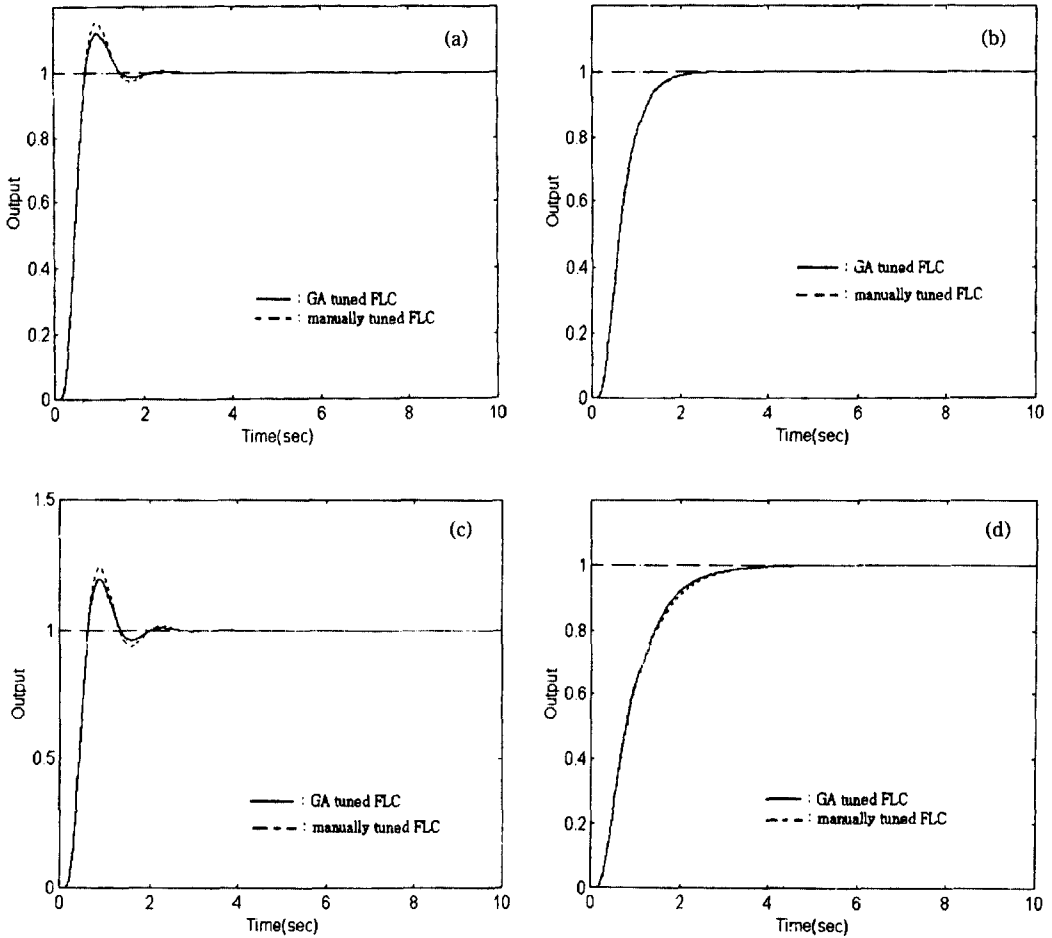 (a)
1
0.8
0.6
0.4
0.2
0
Output
: GA tuned FLC
: manually tuned FLC
0 2 4 6 8 10
Time(sec)
(b)
1
0.8
0.6
0.4
0.2
0
Output
: GA tuned FLC
: manually tuned FLC
0 2 4 6 8 10
Time(sec)
(c)
1.5
1
0.5
0
Output
: GA tuned FLC
: manually tuned FLC
0 2 4 6 8 10
Time(sec)
(d)
1
0.8
0.6
0.4
0.2
0
Output
: GA tuned FLC
: manually tuned FLC
0 2 4 6 8 10
Time(sec)